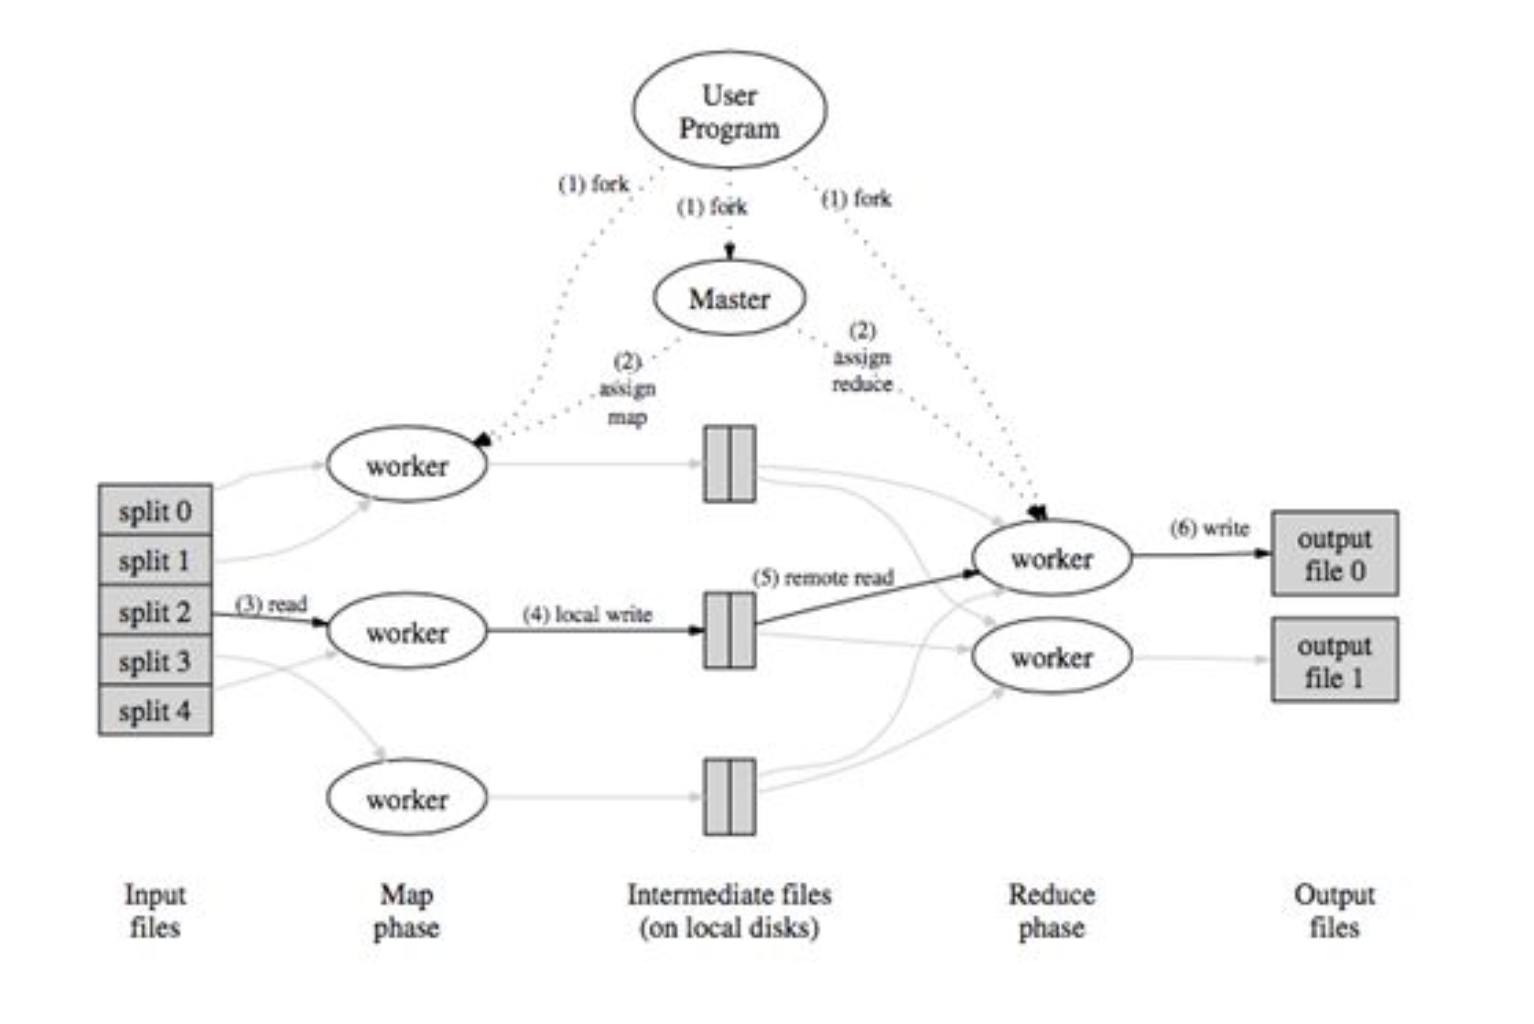 User
Program
(1) fork
(1) fork
(1) fork
Master
(2)
assign
map
(2)
assign
reduce
worker
split 0
split 1
split 2
split 3
split 4
(3) read
worker
(4) local write
(5) remote read
worker
worker
worker
(6) write
output
file 0
output
file 1
Input
files
Map
phase
Intermediate files
(on local disks)
Reduce
phase
Output
files